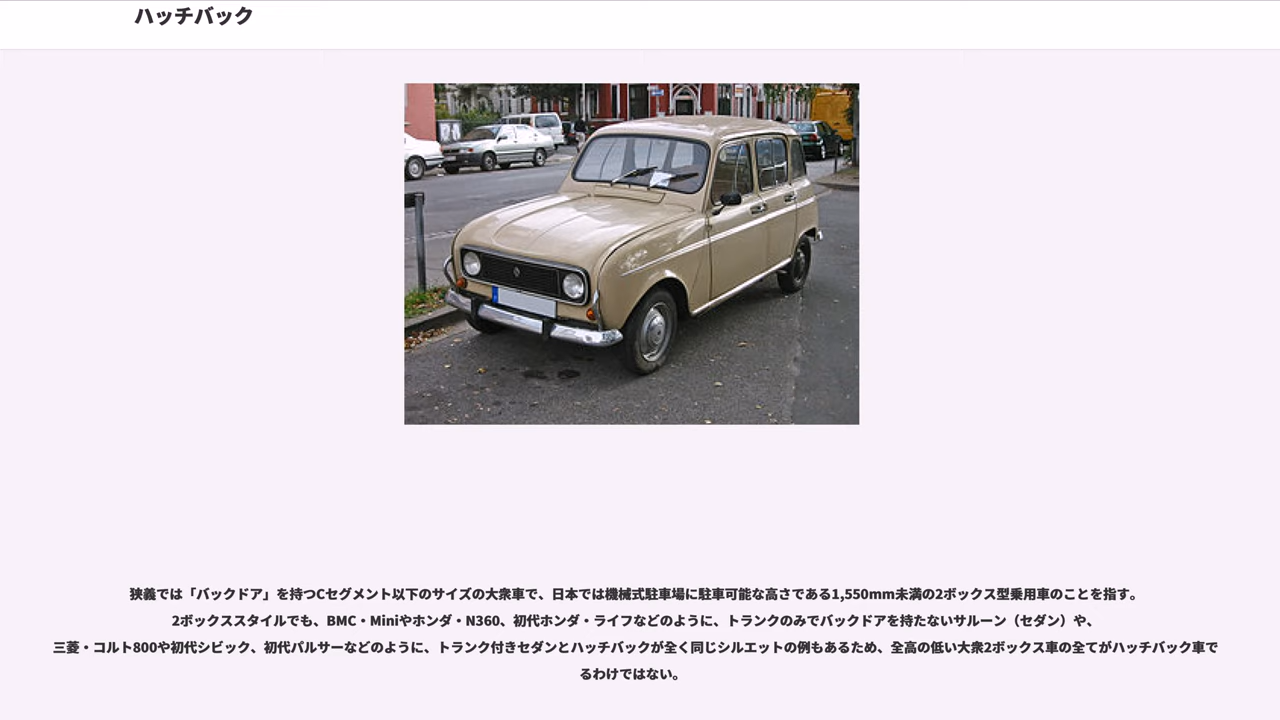 ハッチバック
狭義では「バックドア」を持つCセグメント以下のサイズの大衆車で、日本では機械式駐車場に駐車可能な高さである1,550mm未満の2ボックス型乗用車のことを指す。
2ボックススタイルでも、BMC・Miniやホンダ・N360、初代ホンダ・ライフなどのように、トランクのみでバックドアを持たないサルーン（セダン）や、
三菱・コルト800や初代シビック、初代パルサーなどのように、トランク付きセダンとハッチバックが全く同じシルエットの例もあるため、全高の低い大衆2ボックス車の全てがハッチバック車で
るわけではない。